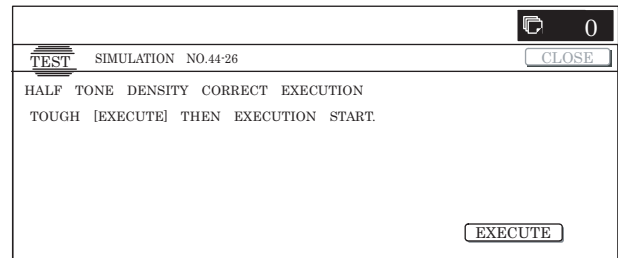 0
TEST SIMULATION NO.44-26 CLOSE
HALF TONE DENSITY CORRECT EXECUTION
TOUGH [EXECUTE] THEN EXECUTION START.
EXECUTE